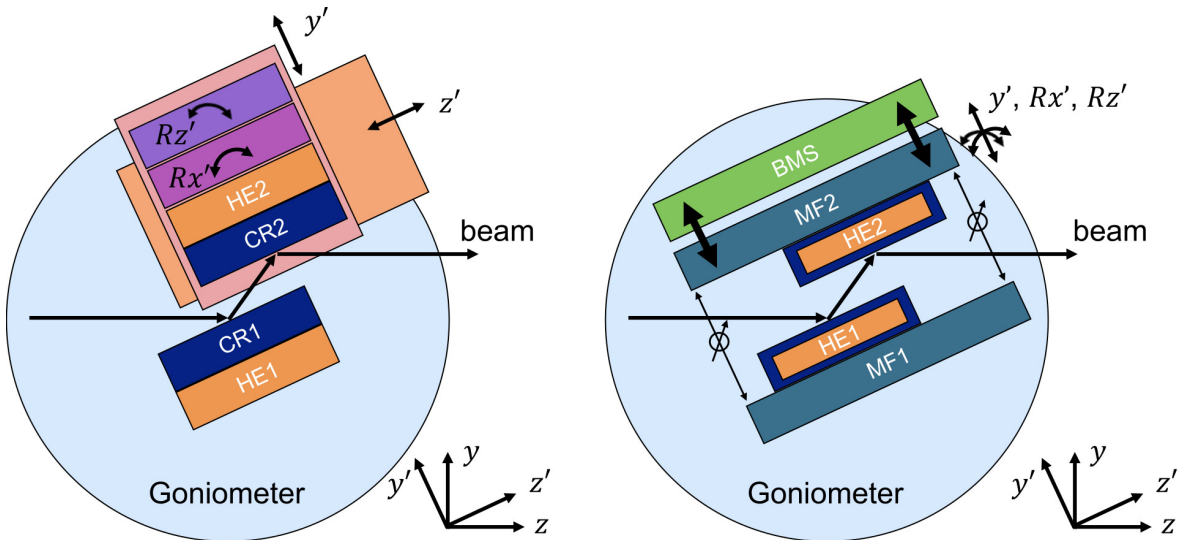 y′
z′
Rz′
Rx′
HE2
CR2
beam
CR1
HE1
Goniometer
y
y′
z′
z
y′, Rx′, Rz′
BMS
MF2
HE2
beam
HE1
MF1
Goniometer
y
y′
z′
z